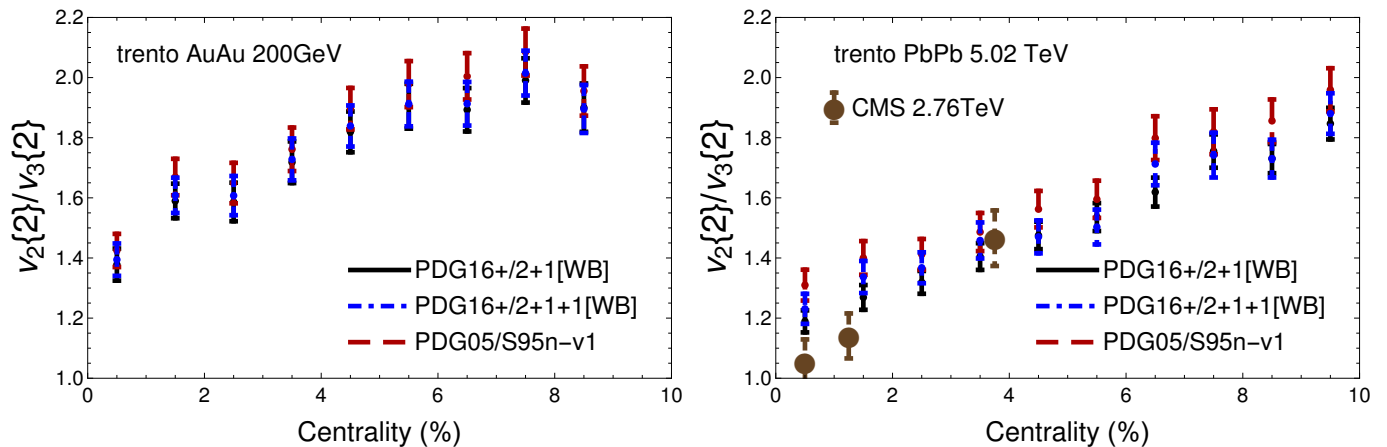 trento AuAu 200GeV
v₂{2}/v₃{2}
2.2
2.0
1.8
1.6
1.4
1.2
1.0
PDG16+/2+1[WB]
PDG16+/2+1+1[WB]
PDG05/S95n-v1
0 2 4 6 8 10
Centrality (%)
trento PbPb 5.02 TeV
CMS 2.76TeV
v₂{2}/v₃{2}
2.2
2.0
1.8
1.6
1.4
1.2
1.0
PDG16+/2+1[WB]
PDG16+/2+1+1[WB]
PDG05/S95n-v1
0 2 4 6 8 10
Centrality (%)